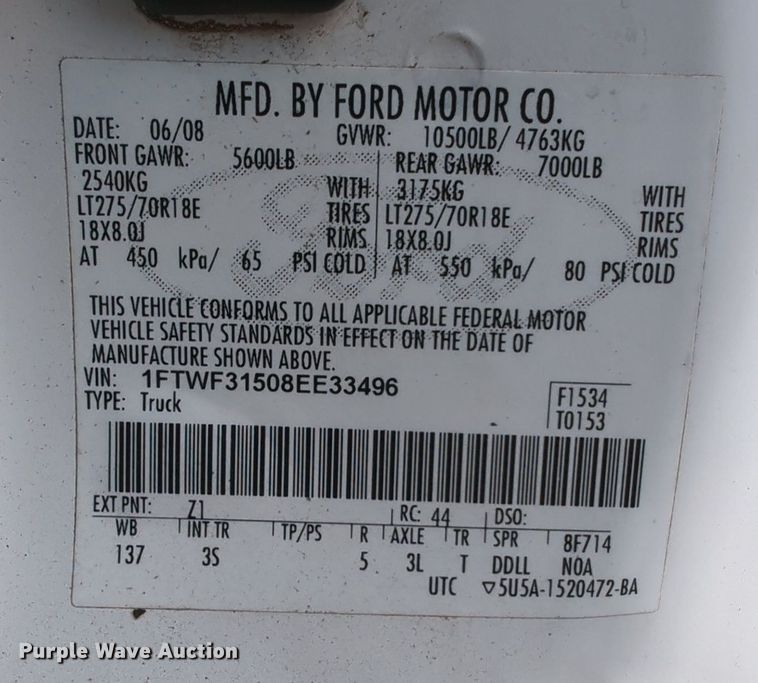 MFD. BY FORD MOTOR CO.
DATE: 06/08 GVWR: 10500LB/ 4763KG
FRONT GAWR: 5600LB REAR GAWR: 7000LB
2540KG WITH 3175KG WITH
LT275/70R18E TIRES LT275/70R18E TIRES
18X8.0J RIMS 18X8.0J RIMS
AT 450 kPa/ 65 PSI COLD AT 550 kPa/ 80 PSI COLD
Ford
THIS VEHICLE CONFORMS TO ALL APPLICABLE FEDERAL MOTOR
VEHICLE SAFETY STANDARDS IN EFFECT ON THE DATE OF
MANUFACTURE SHOWN ABOVE.
VIN: 1FTWF31508EE33496
TYPE: Truck
F1534
T0153
EXT PNT: Z1 RC: 44 DSO:
WB INT TR TP/PS R AXLE TR SPR 8F714
137 3S 5 3L T DDLL NOA
UTC ▽5U5A-1520472-BA
Purple Wave Auction